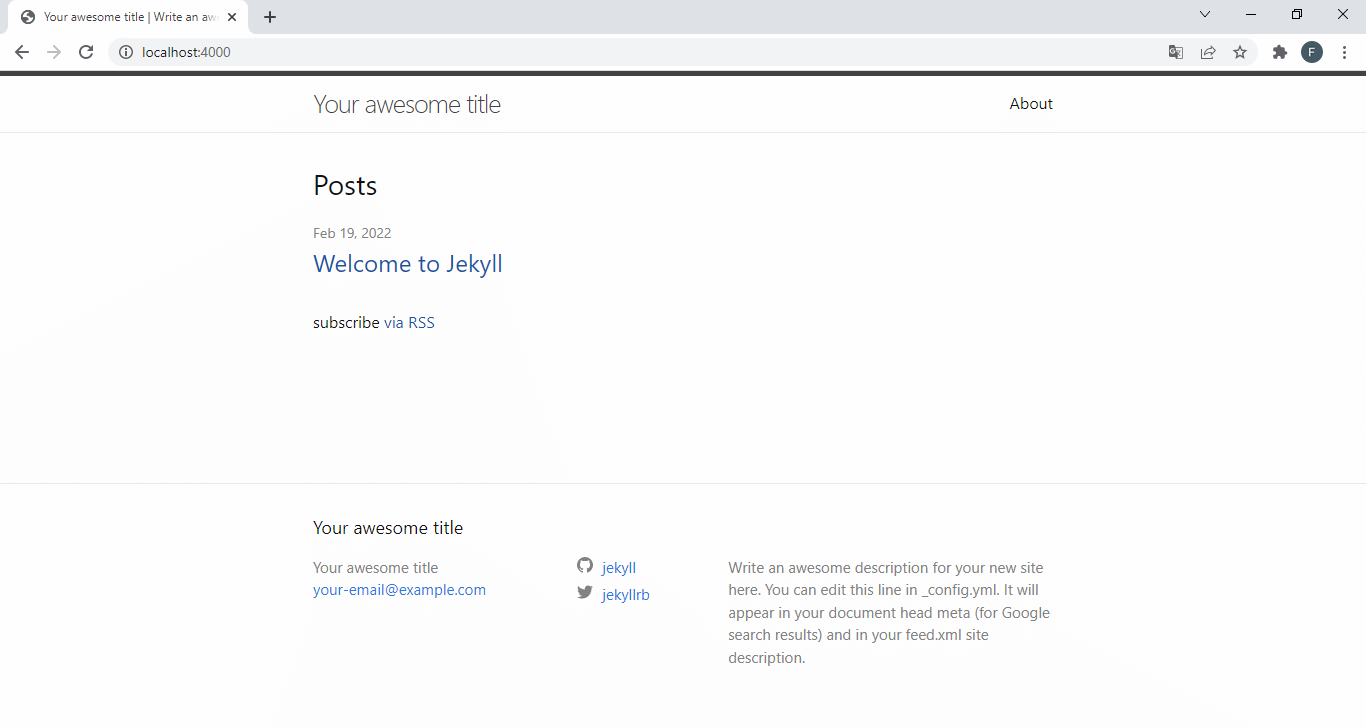 Your awesome title | Write an aw
localhost:4000
F
Your awesome title
About
Posts
Feb 19, 2022
Welcome to Jekyll
subscribe via RSS
Your awesome title
Your awesome title
your-email@example.com
jekyll
jekyllrb
Write an awesome description for your new site
here. You can edit this line in _config.yml. It will
appear in your document head meta (for Google
search results) and in your feed.xml site
description.